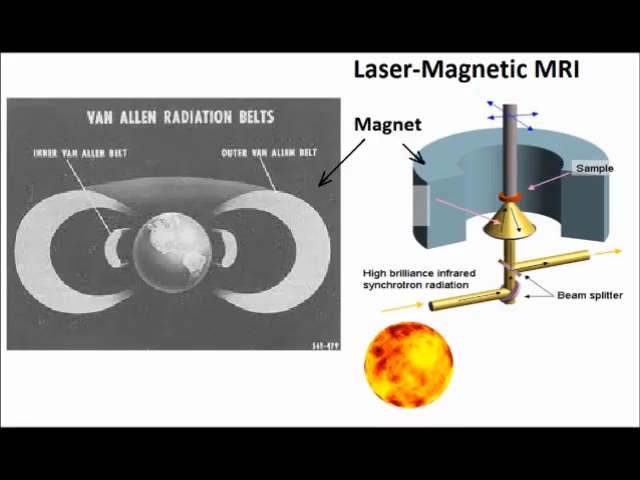 Laser-Magnetic MRI
VAN ALLEN RADIATION BELTS
Magnet
INNER VAN ALLEN BELT
OUTER VAN ALLEN BELT
Sample
High brilliance infrared
synchrotron radiation
Beam splitter